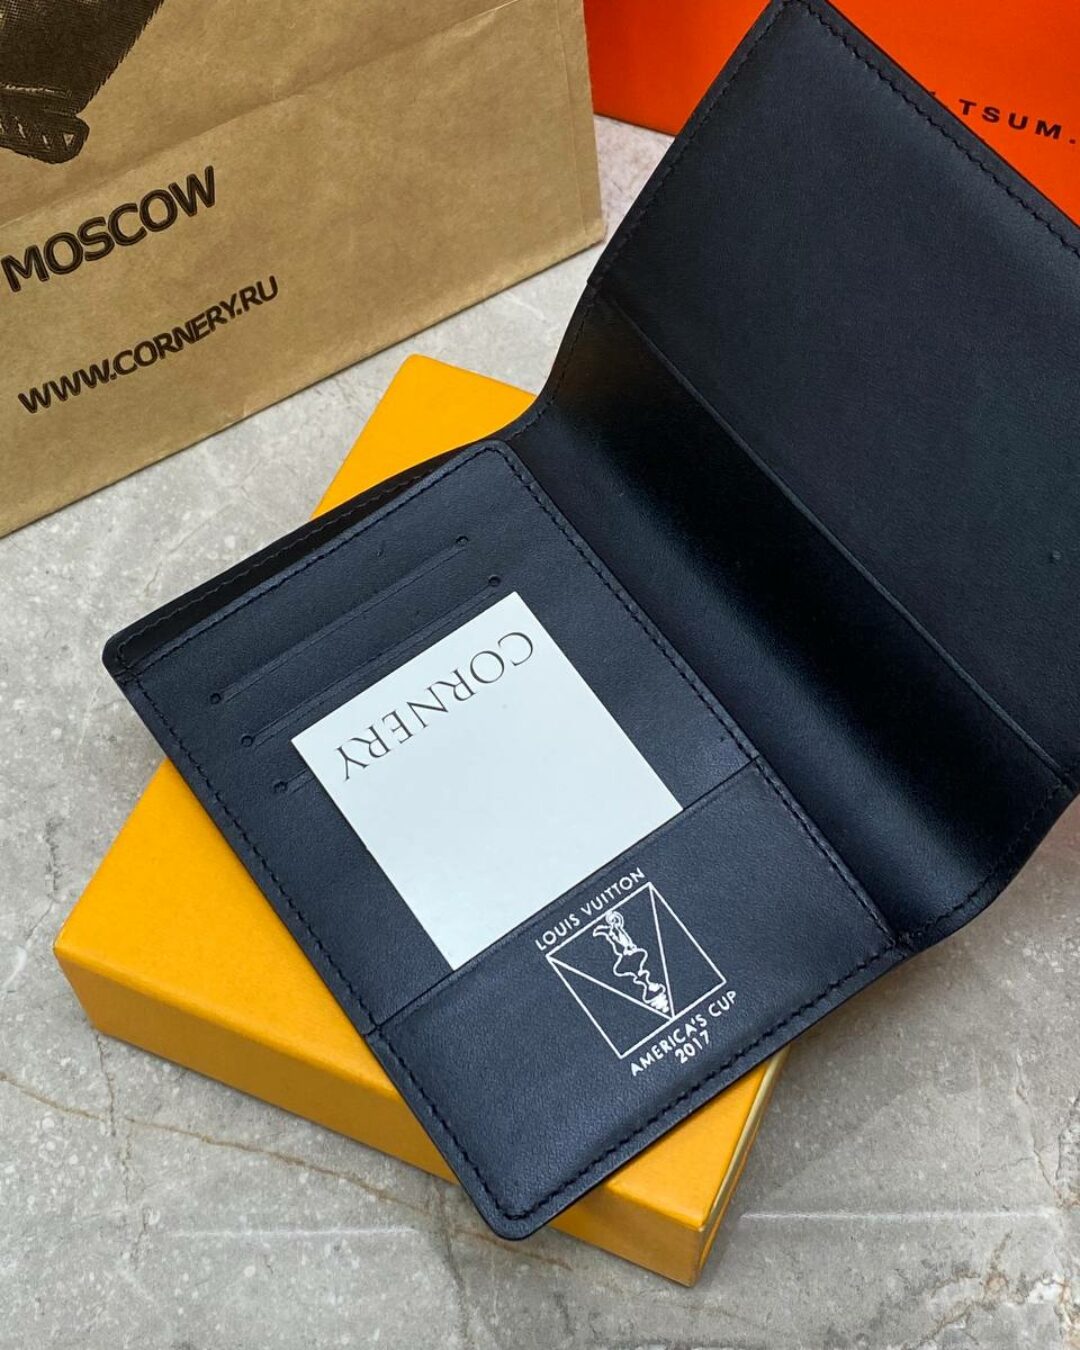 MOSCOW
WWW.CORNERY.RU
TSUM.
CORNERY
LOUIS VUITTON
AMERICA'S CUP
2017